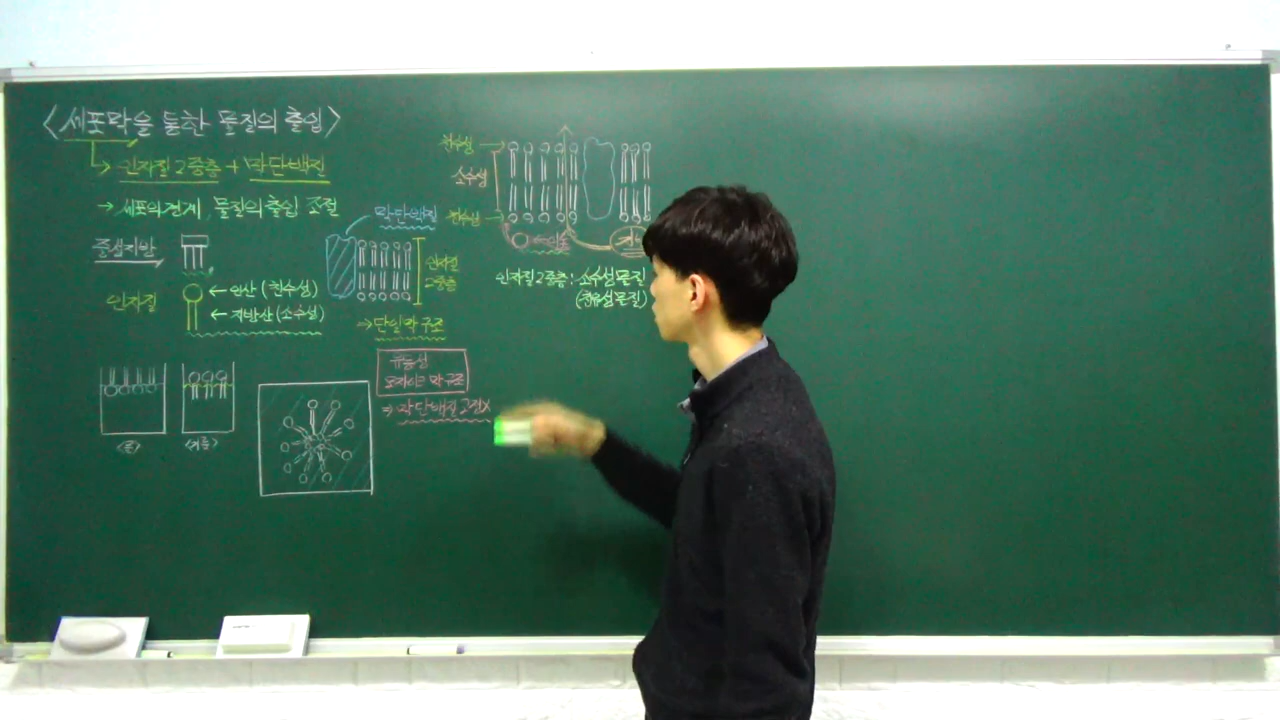 <세포막을 통한 물질의 출입>
→ 인지질 2중층 + 막단백질
→ 세포의 경계, 물질의 출입 조절
중성지방
인지질
← 인산 (친수성)
← 지방산 (소수성)
<물>
<기름>
막단백질
인지질
2중층
→ 단일막 구조
유동성
모자이크 막 구조
⇒ 막단백질 고정X
친수성
소수성
친수성
인지질 2중층 : 소수성 물질
(친유성 물질)